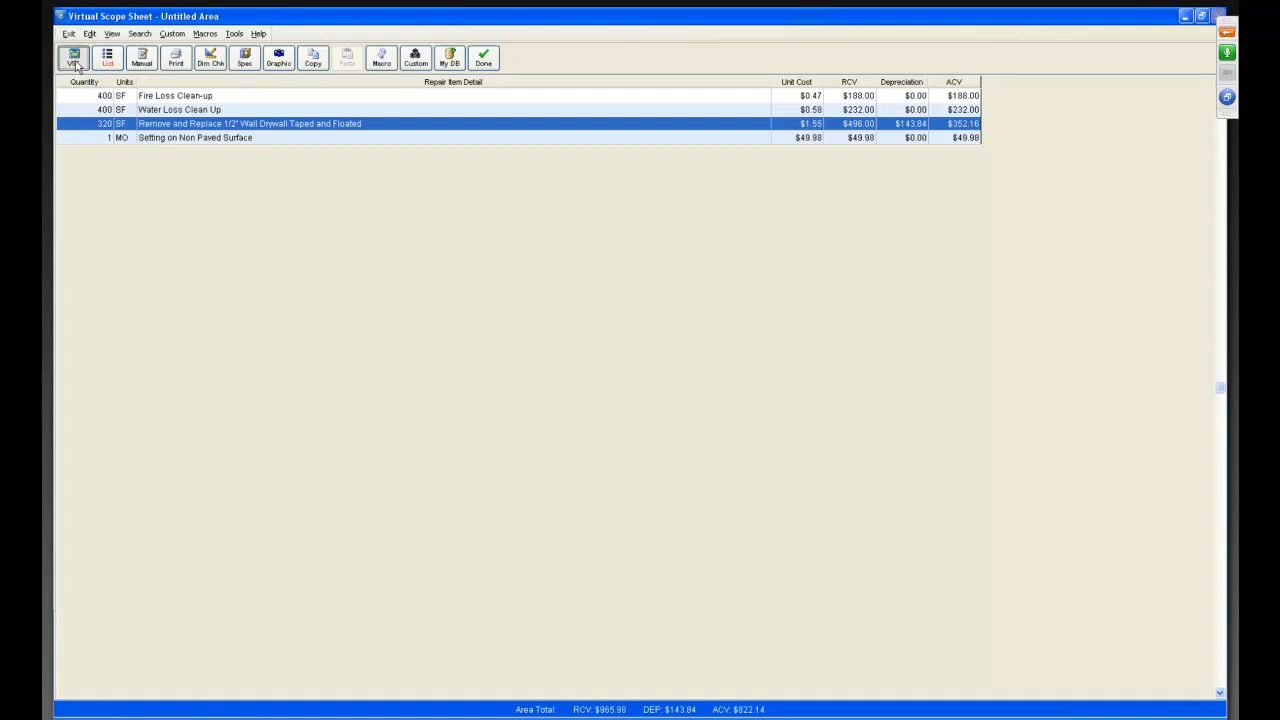 Virtual Scope Sheet - Untitled Area
Exit Edit View Search Custom Macros Tools Help
VSS List Manual Print Dim Chk Spec Graphic Copy Paste Macro Custom My DB Done
Quantity Units Repair Item Detail Unit Cost RCV Depreciation ACV
400 SF Fire Loss Clean-up $0.47 $188.00 $0.00 $188.00
400 SF Water Loss Clean Up $0.58 $232.00 $0.00 $232.00
320 SF Remove and Replace 1/2" Wall Drywall Taped and Floated $1.55 $496.00 $143.84 $352.16
1 MO Setting on Non Paved Surface $49.98 $49.98 $0.00 $49.98
Area Total: RCV: $965.98 DEP: $143.84 ACV: $822.14